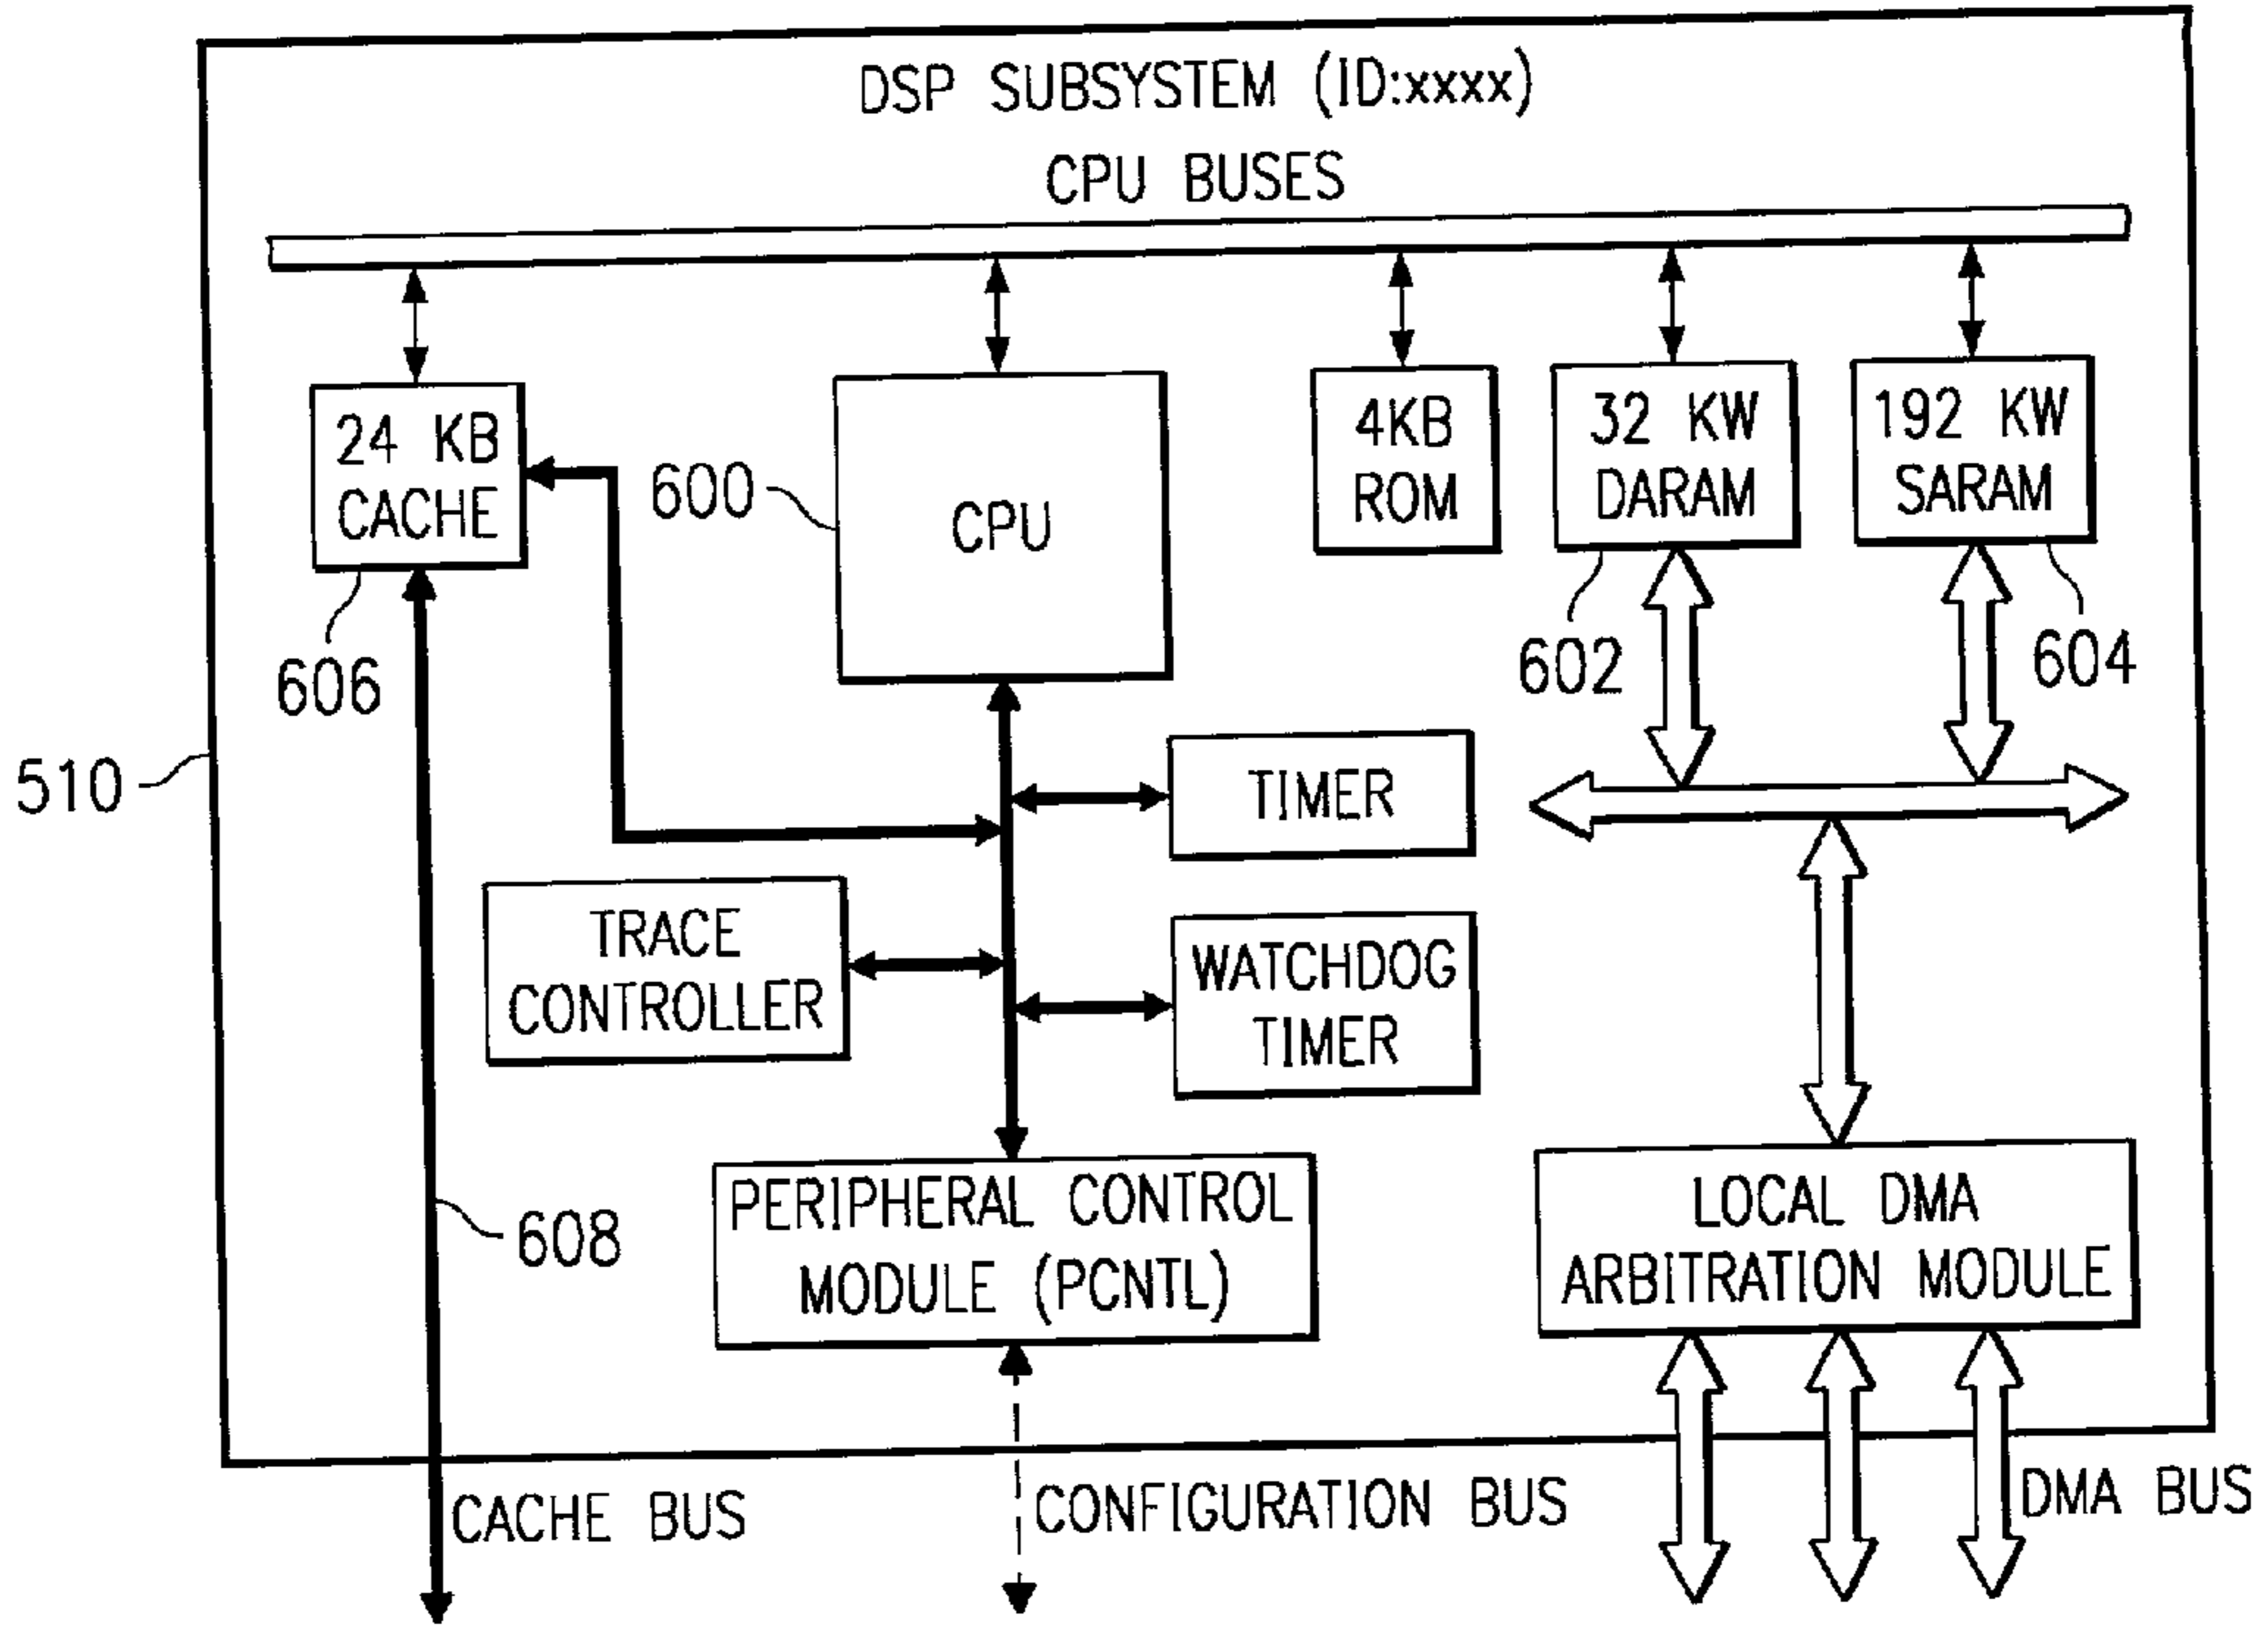 DSP SUBSYSTEM (ID:xxxx)
CPU BUSES
24 KB
CACHE
600
CPU
4KB
ROM
32 KW
DARAM
192 KW
SARAM
606
602
604
510
TIMER
TRACE
CONTROLLER
WATCHDOG
TIMER
PERIPHERAL CONTROL
MODULE (PCNTL)
LOCAL DMA
ARBITRATION MODULE
608
CACHE BUS
CONFIGURATION BUS
DMA BUS